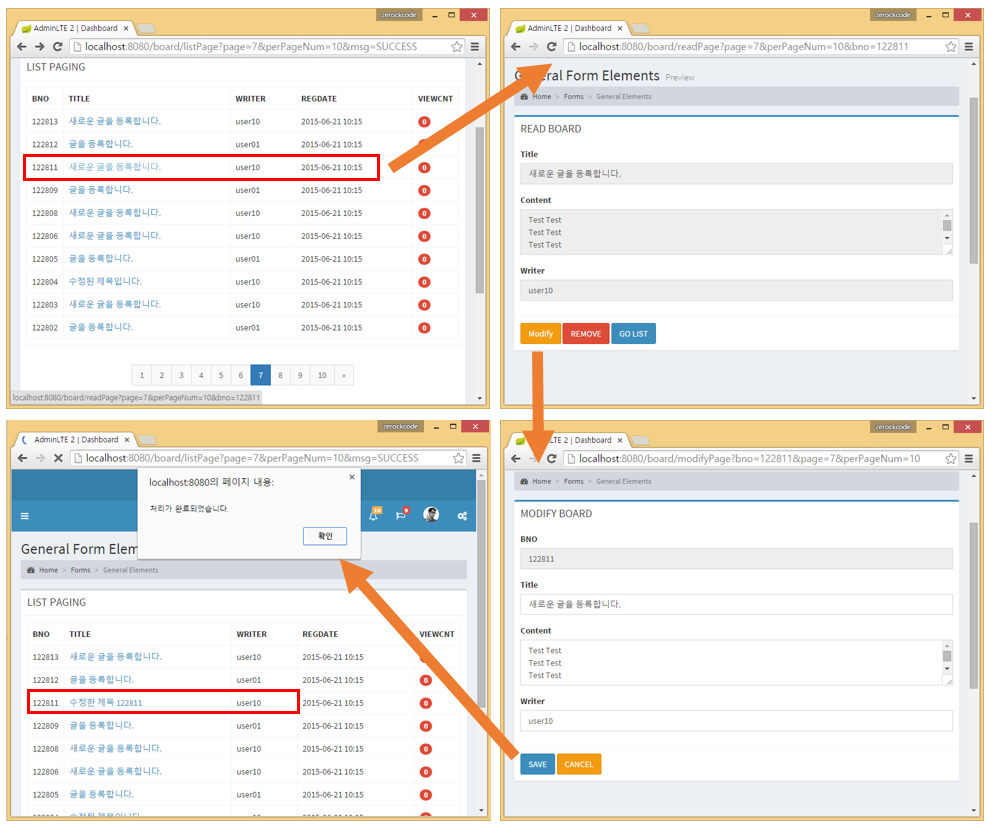 zerockcode
AdminLTE 2 | Dashboard
localhost:8080/board/listPage?page=7&perPageNum=10&msg=SUCCESS
LIST PAGING
BNO TITLE WRITER REGDATE VIEWCNT
122813 새로운 글을 등록합니다. user10 2015-06-21 10:15 0
122812 글을 등록합니다. user01 2015-06-21 10:15
122811 새로운 글을 등록합니다. user10 2015-06-21 10:15 0
122809 글을 등록합니다. user01 2015-06-21 10:15 0
122808 새로운 글을 등록합니다. user10 2015-06-21 10:15 0
122806 새로운 글을 등록합니다. user10 2015-06-21 10:15 0
122805 글을 등록합니다. user01 2015-06-21 10:15 0
122804 수정된 제목입니다. user10 2015-06-21 10:15 0
122803 새로운 글을 등록합니다. user10 2015-06-21 10:15 0
122802 글을 등록합니다. user01 2015-06-21 10:15 0
1 2 3 4 5 6 7 8 9 10 »
localhost:8080/board/readPage?page=7&perPageNum=10&bno=122811
zerockcode
AdminLTE 2 | Dashboard
localhost:8080/board/readPage?page=7&perPageNum=10&bno=122811
General Form Elements Preview
Home > Forms > General Elements
READ BOARD
Title
새로운 글을 등록합니다.
Content
Test Test
Test Test
Test Test
Writer
user10
Modify REMOVE GO LIST
zerockcode
AdminLTE 2 | Dashboard
localhost:8080/board/listPage?page=7&perPageNum=10&msg=SUCCESS
localhost:8080의 페이지 내용:
처리가 완료되었습니다.
확인
10 9
General Form Elem
Home > Forms > General Elements
LIST PAGING
BNO TITLE WRITER REGDATE VIEWCNT
122813 새로운 글을 등록합니다. user10 2015-06-21 10:15
122812 글을 등록합니다. user01 2015-06-21 10:15 0
122811 수정한 제목 122811 user10 2015-06-21 10:15 0
122809 글을 등록합니다. user01 2015-06-21 10:15 0
122808 새로운 글을 등록합니다. user10 2015-06-21 10:15 0
122806 새로운 글을 등록합니다. user10 2015-06-21 10:15 0
122805 글을 등록합니다. user01 2015-06-21 10:15 0
zerockcode
LTE 2 | Dashboard
localhost:8080/board/modifyPage?bno=122811&page=7&perPageNum=10
Home > Forms > General Elements
MODIFY BOARD
BNO
122811
Title
새로운 글을 등록합니다.
Content
Test Test
Test Test
Test Test
Writer
user10
SAVE CANCEL